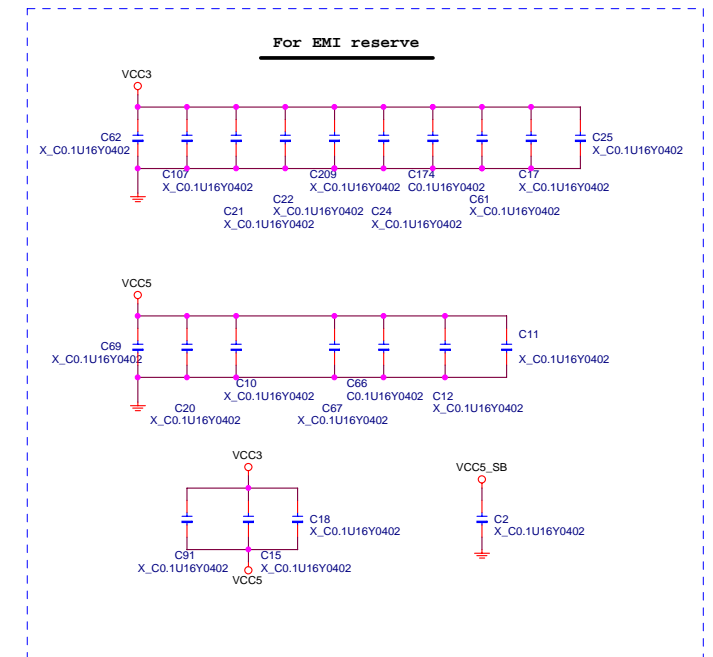 For EMI reserve
VCC3
C62
X_C0.1U16Y0402
C25
X_C0.1U16Y0402
C107
X_C0.1U16Y0402
C209
X_C0.1U16Y0402
C174
C0.1U16Y0402
C17
X_C0.1U16Y0402
C22
X_C0.1U16Y0402
C61
X_C0.1U16Y0402
C21
X_C0.1U16Y0402
C24
X_C0.1U16Y0402
VCC5
C69
X_C0.1U16Y0402
C11
X_C0.1U16Y0402
C10
X_C0.1U16Y0402
C66
C0.1U16Y0402
C12
X_C0.1U16Y0402
C20
X_C0.1U16Y0402
C67
X_C0.1U16Y0402
VCC3
C18
X_C0.1U16Y0402
C91
X_C0.1U16Y0402
C15
X_C0.1U16Y0402
VCC5
VCC5_SB
C2
X_C0.1U16Y0402